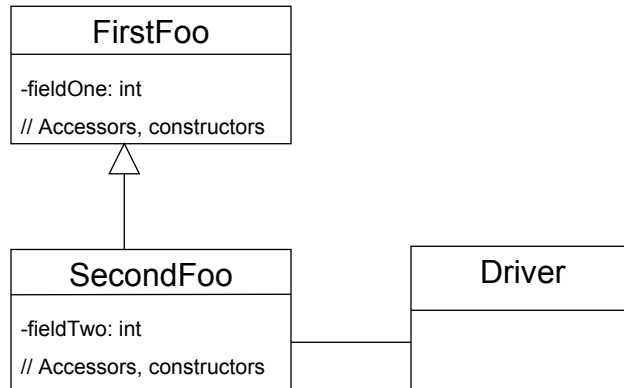 FirstFoo
-fieldOne: int
// Accessors, constructors
SecondFoo
-fieldTwo: int
// Accessors, constructors
Driver